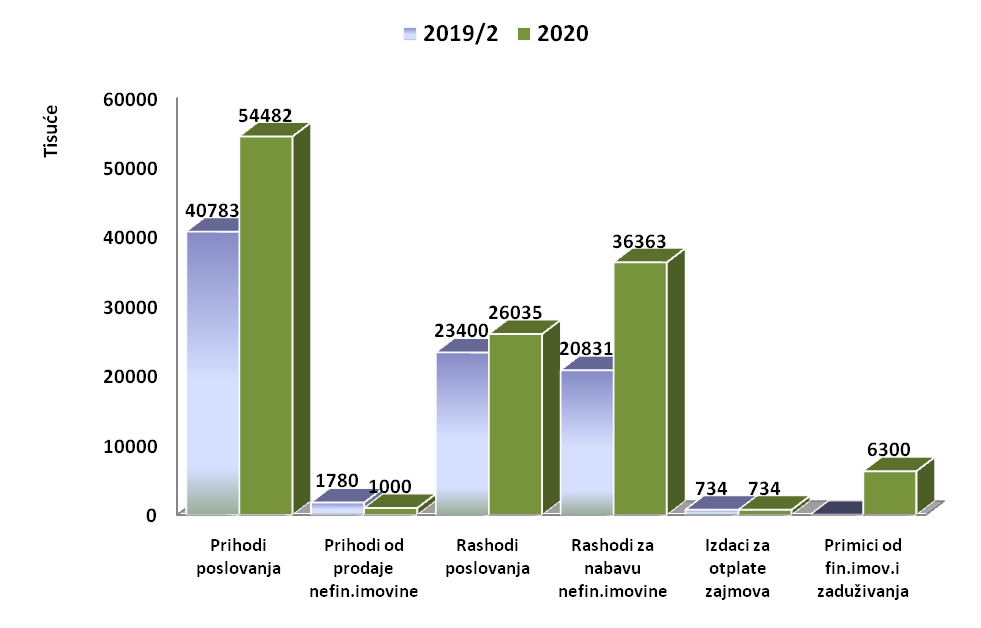 2019/2 2020
Tisuće
60000
50000
40000
30000
20000
10000
0
40783 54482
1780 1000
23400 26035
20831 36363
734 734
6300
Prihodi
poslovanja
Prihodi od
prodaje
nefin.imovine
Rashodi
poslovanja
Rashodi za
nabavu
nefin.imovine
Izdaci za
otplate
zajmova
Primici od
fin.imov.i
zaduživanja